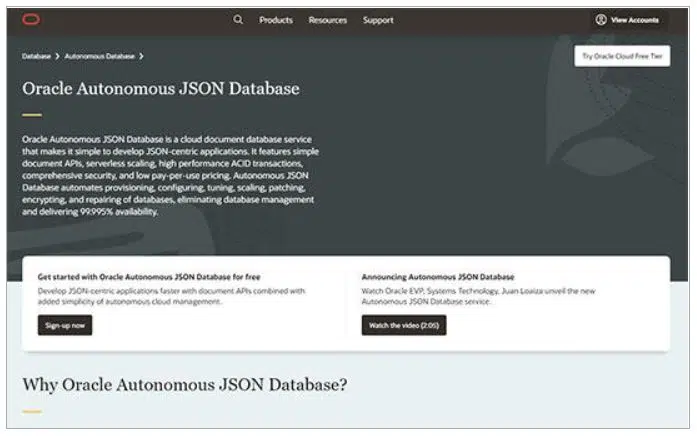 Products Resources Support View Accounts
Database Autonomous Database
Try Oracle Cloud Free Tier
Oracle Autonomous JSON Database
Oracle Autonomous JSON Database is a cloud document database service
that makes it simple to develop JSON-centric applications. It features simple
document APIs, serverless scaling, high performance ACID transactions,
comprehensive security, and low pay-per-use pricing. Autonomous JSON
Database automates provisioning, configuring, tuning, scaling, patching,
encrypting, and repairing of databases, eliminating database management
and delivering 99.995% availability.
Get started with Oracle Autonomous JSON Database for free
Develop JSON-centric applications faster with document APIs combined with
added simplicity of autonomous cloud management.
Sign-up now
Announcing Autonomous JSON Database
Watch Oracle EVP, Systems Technology, Juan Loaiza unveil the new
Autonomous JSON Database service.
Watch the video (2:05)
Why Oracle Autonomous JSON Database?